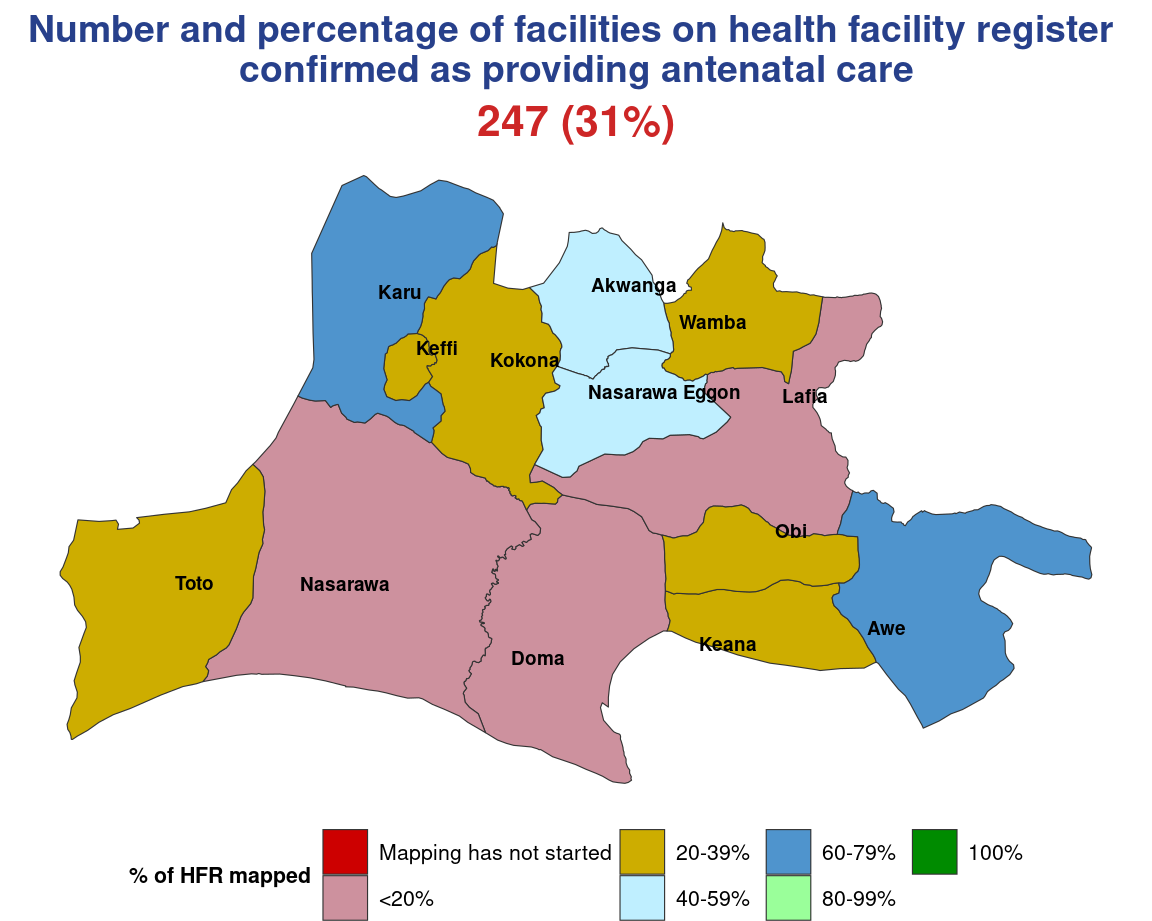 Number and percentage of facilities on health facility register
confirmed as providing antenatal care
247 (31%)
Karu
Akwanga
Wamba
Keffi
Kokona
Nasarawa Eggon
Lafia
Obi
Toto
Nasarawa
Awe
Keana
Doma
% of HFR mapped
Mapping has not started
<20%
20-39%
40-59%
60-79%
80-99%
100%